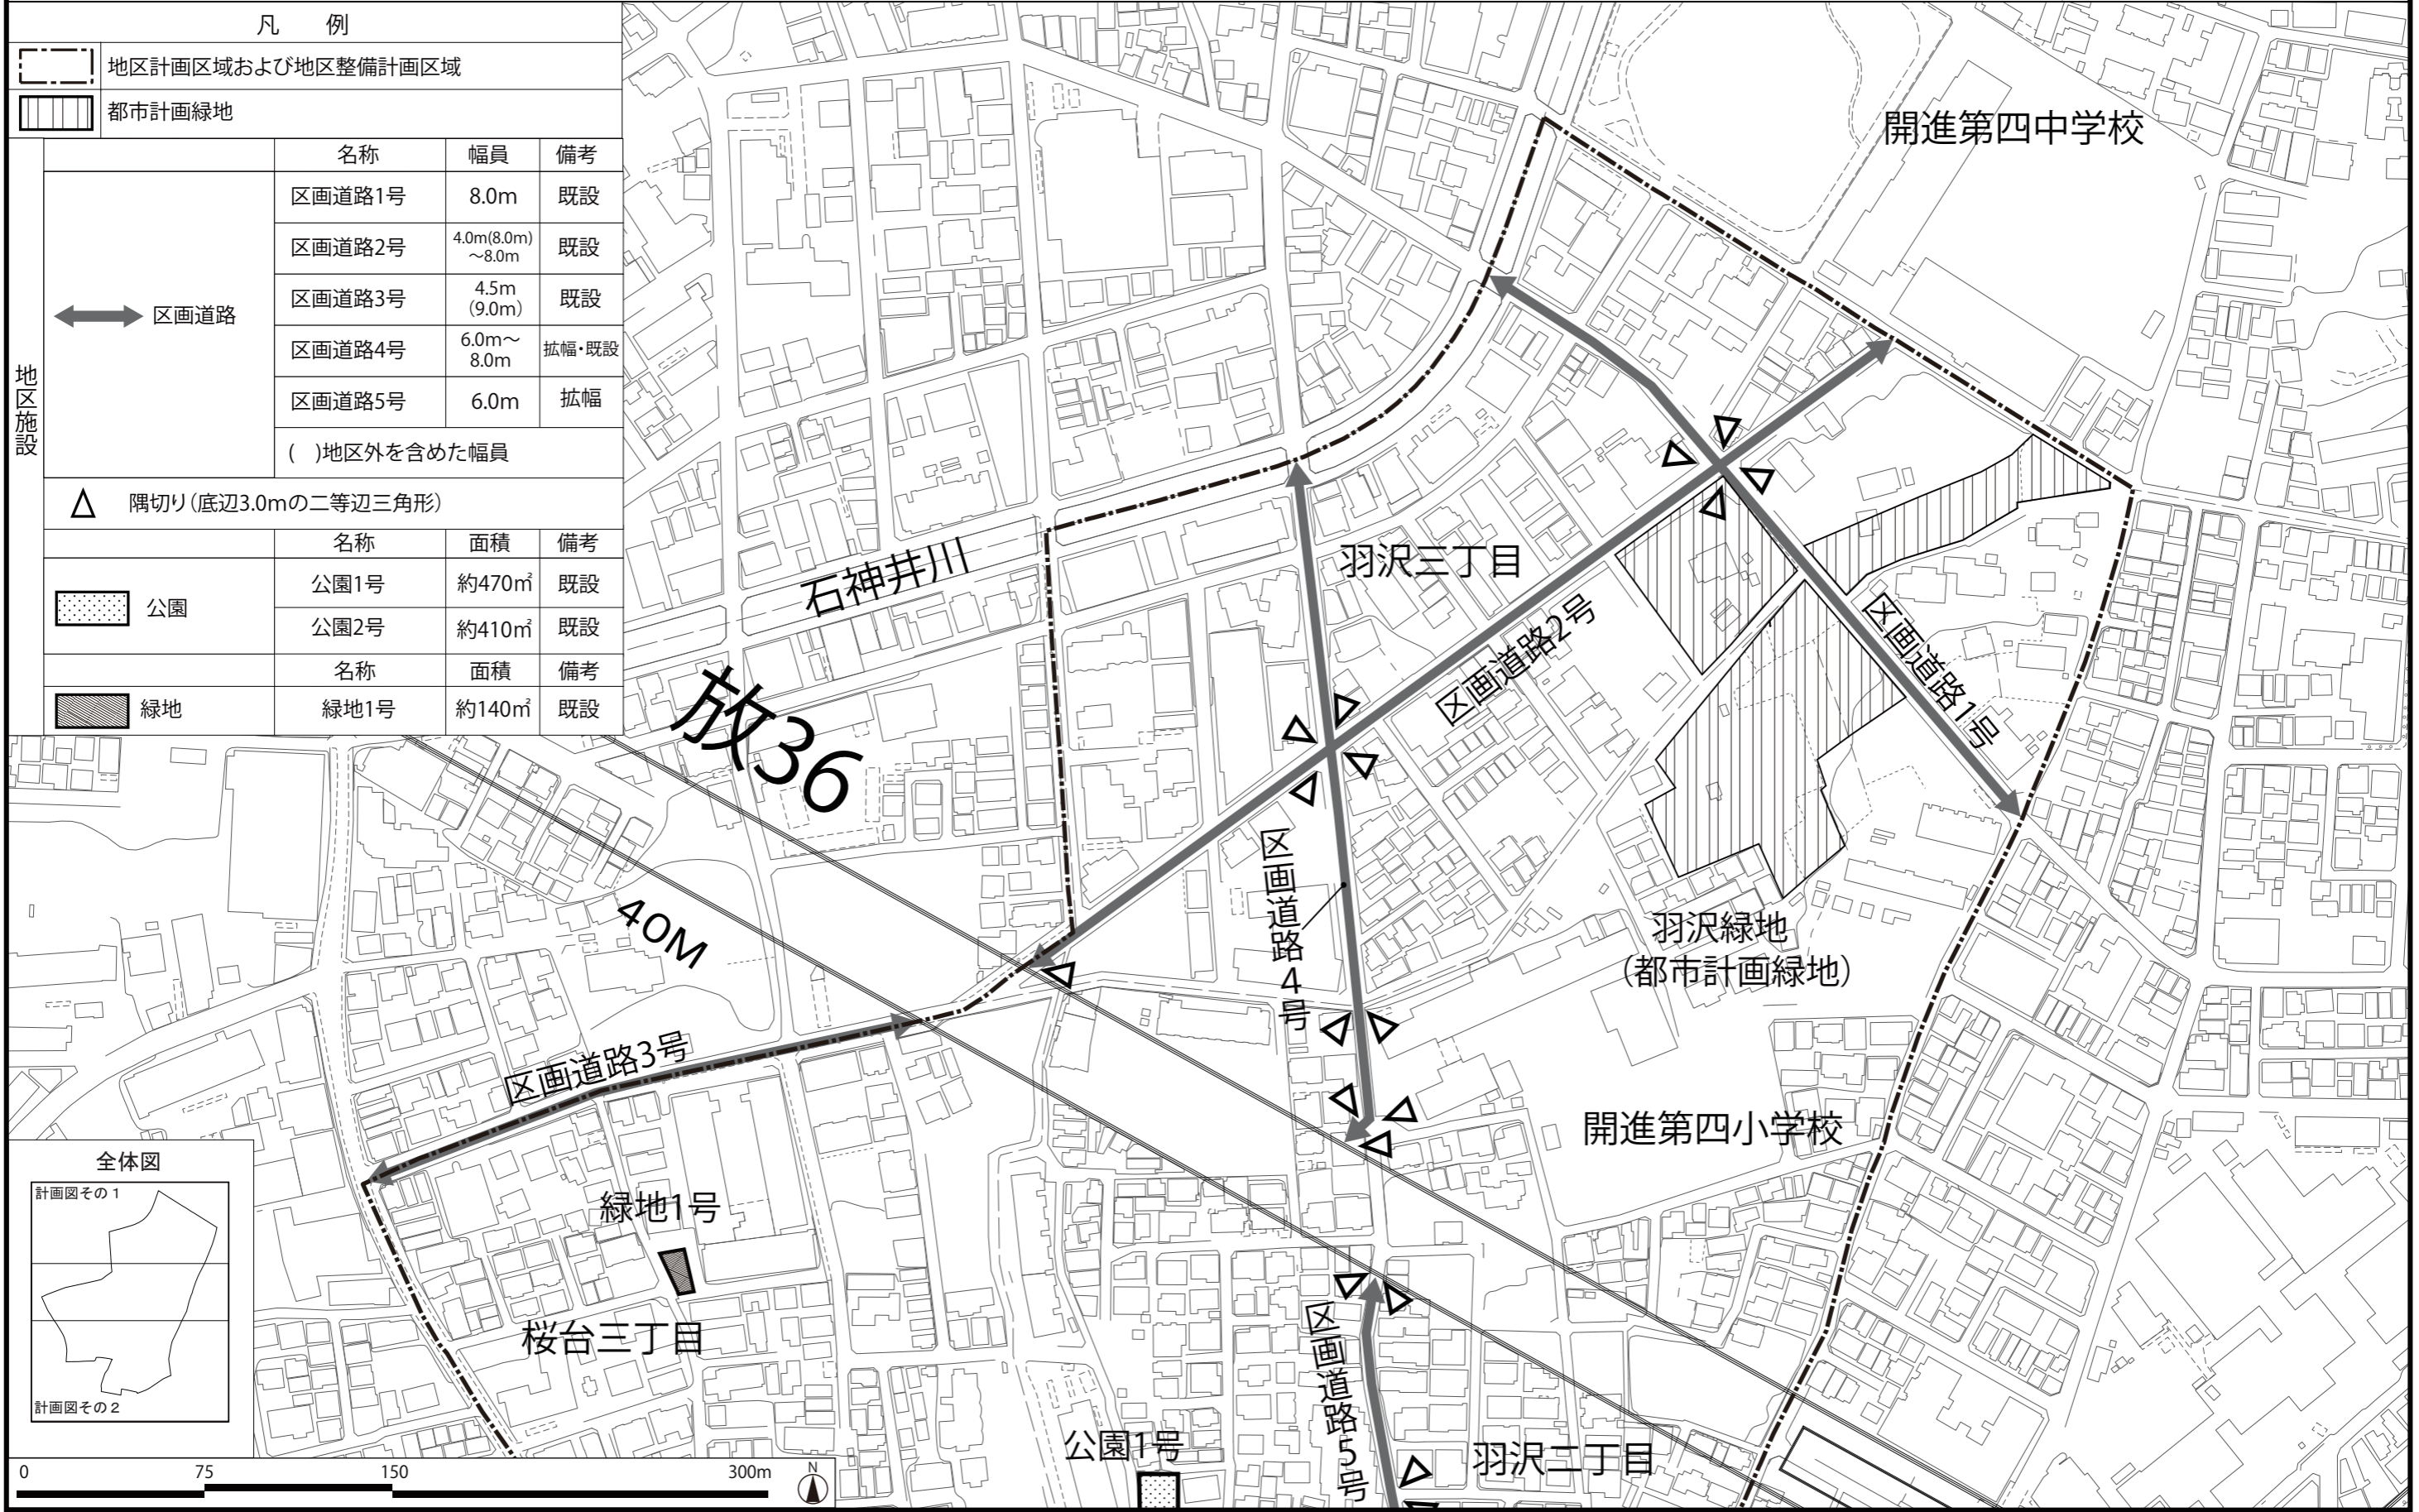 凡　例
地区計画区域および地区整備計画区域
都市計画緑地
地区施設
名称 幅員 備考
区画道路
区画道路1号 8.0m 既設
区画道路2号 4.0m(8.0m)
～8.0m 既設
区画道路3号 4.5m
(9.0m) 既設
区画道路4号 6.0m～
8.0m 拡幅・既設
区画道路5号 6.0m 拡幅
(　)地区外を含めた幅員
隅切り(底辺3.0mの二等辺三角形)
名称 面積 備考
公園
公園1号 約470㎡ 既設
公園2号 約410㎡ 既設
名称 面積 備考
緑地 緑地1号 約140㎡ 既設
開進第四中学校
石神井川
羽沢三丁目
区画道路2号
区画道路1号
放36
40M
区画道路4号
羽沢緑地
(都市計画緑地)
区画道路3号
開進第四小学校
緑地1号
桜台三丁目
区画道路5号
公園1号
羽沢二丁目
全体図
計画図その1
計画図その2
0 75 150 300m
N